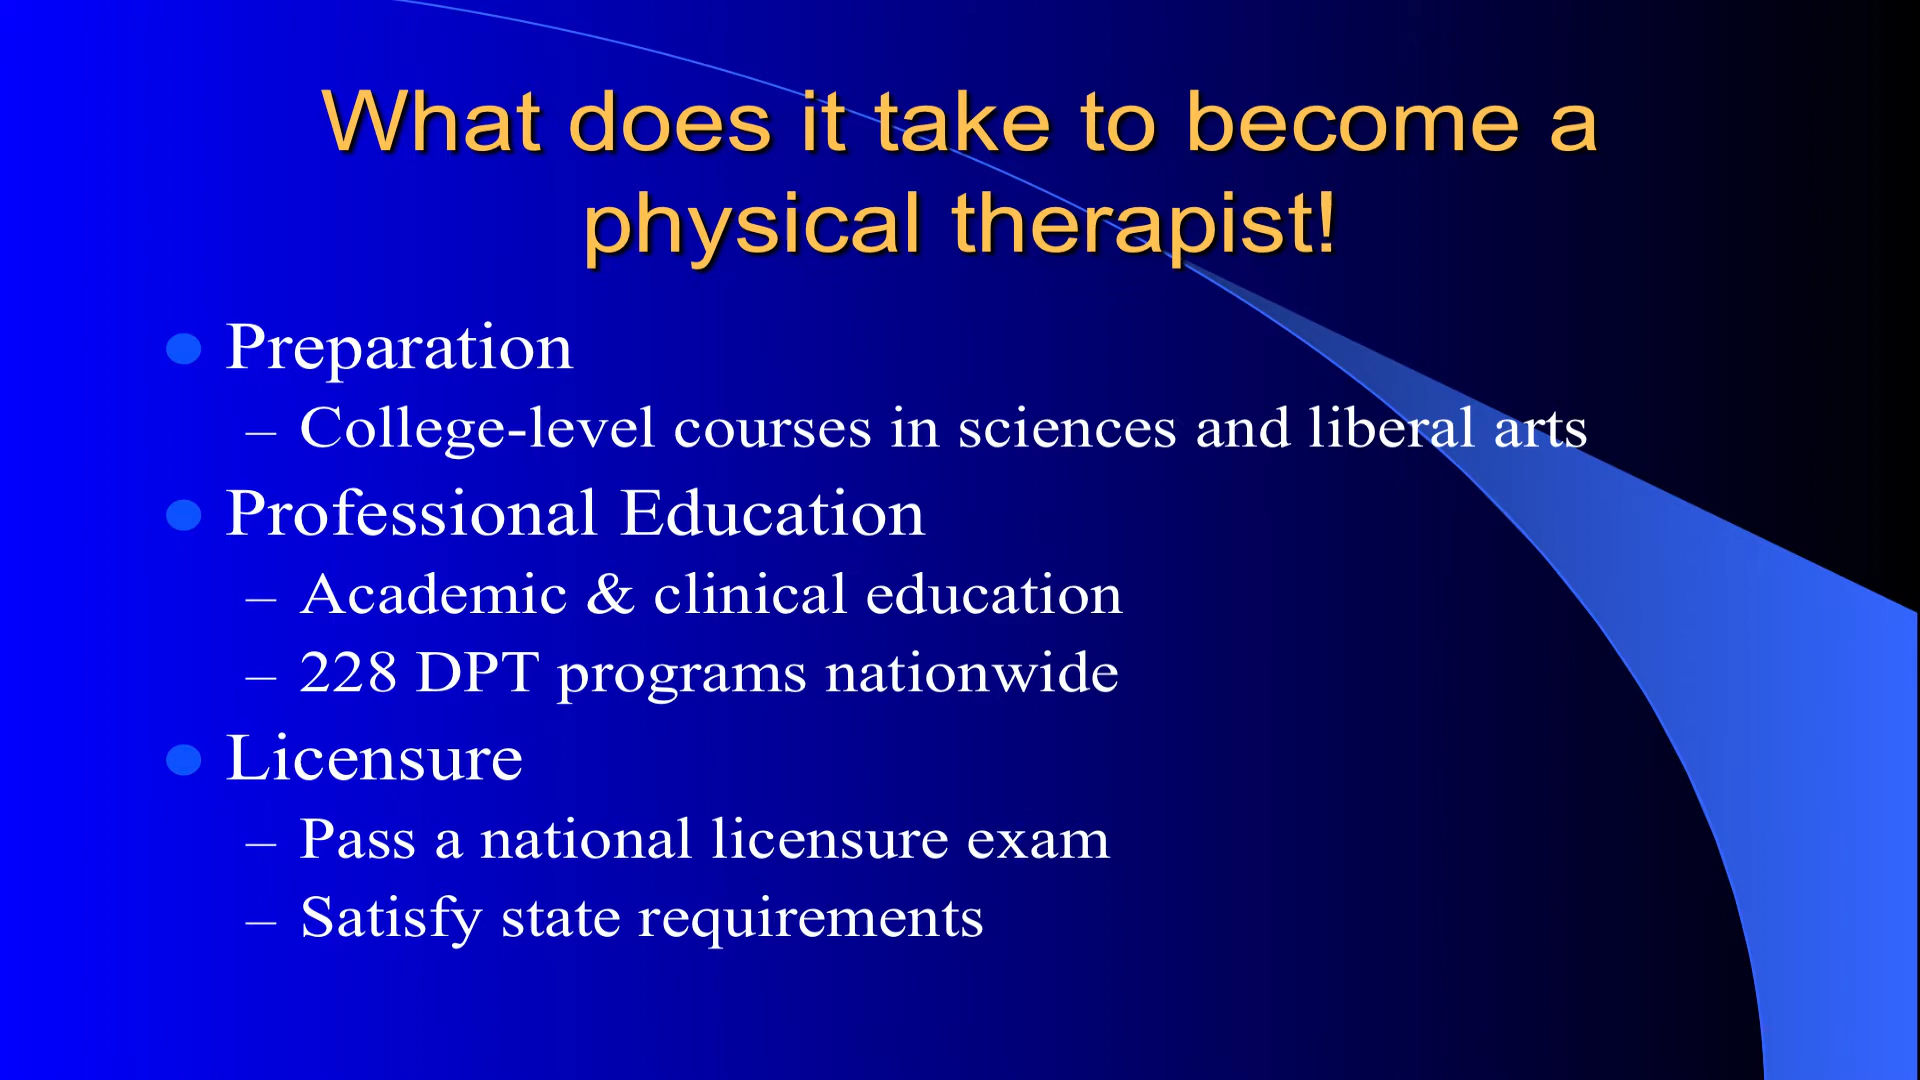 What does it take to become a
physical therapist!
Preparation
– College-level courses in sciences and liberal arts
Professional Education
– Academic & clinical education
– 228 DPT programs nationwide
Licensure
– Pass a national licensure exam
– Satisfy state requirements